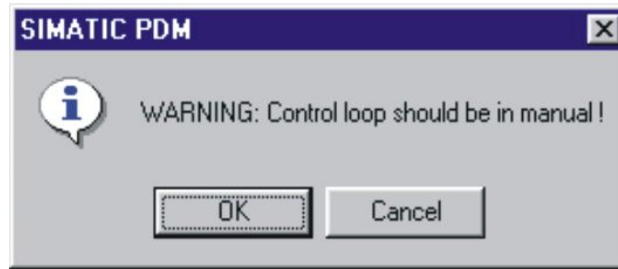 SIMATIC PDM
WARNING: Control loop should be in manual !
OK
Cancel